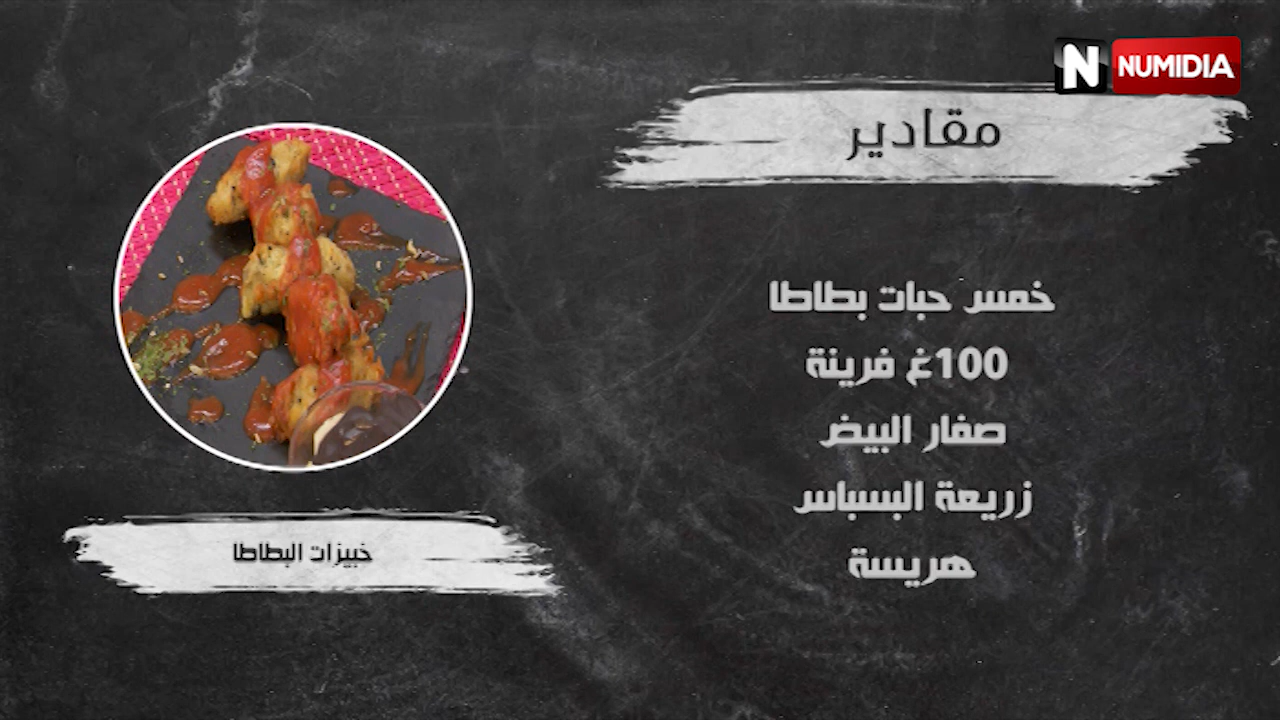 N NUMIDIA
مقادير
خمس حبات بطاطا
100غ فرينة
صفار البيض
زريعة البسباس
هريسة
خبيزات البطاطا